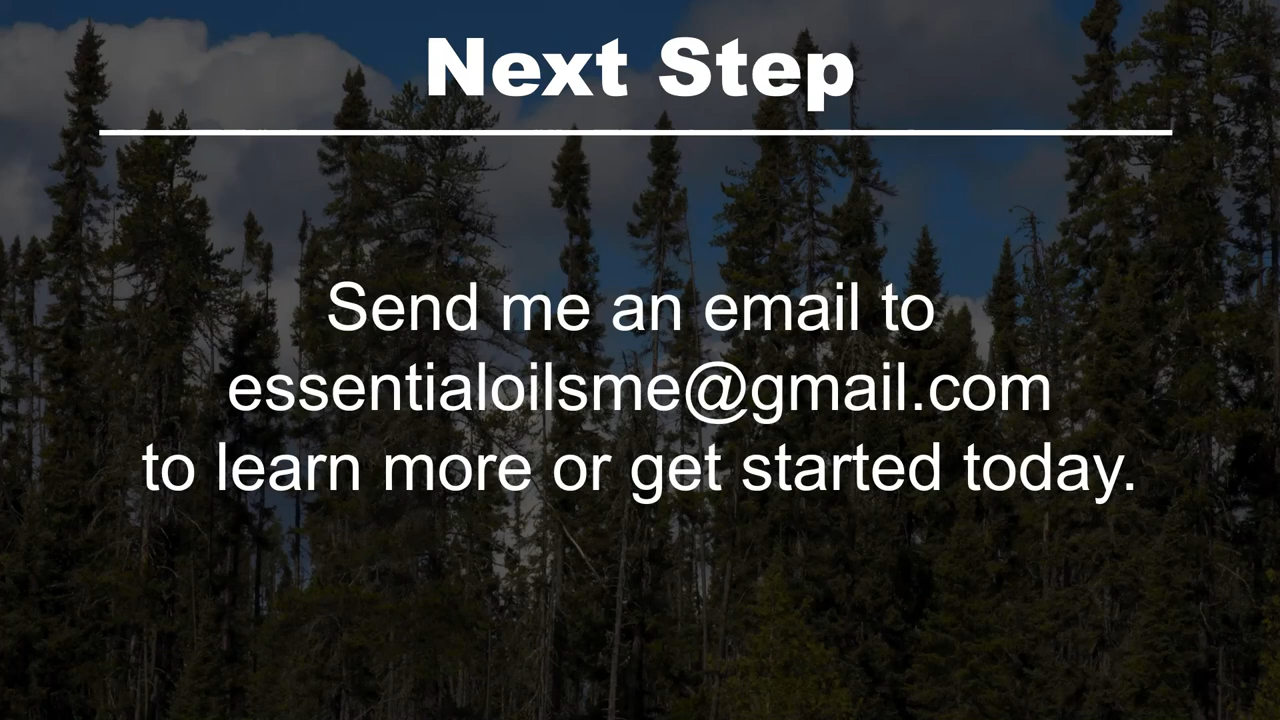 Next Step
Send me an email to
essentialoilsme@gmail.com
to learn more or get started today.